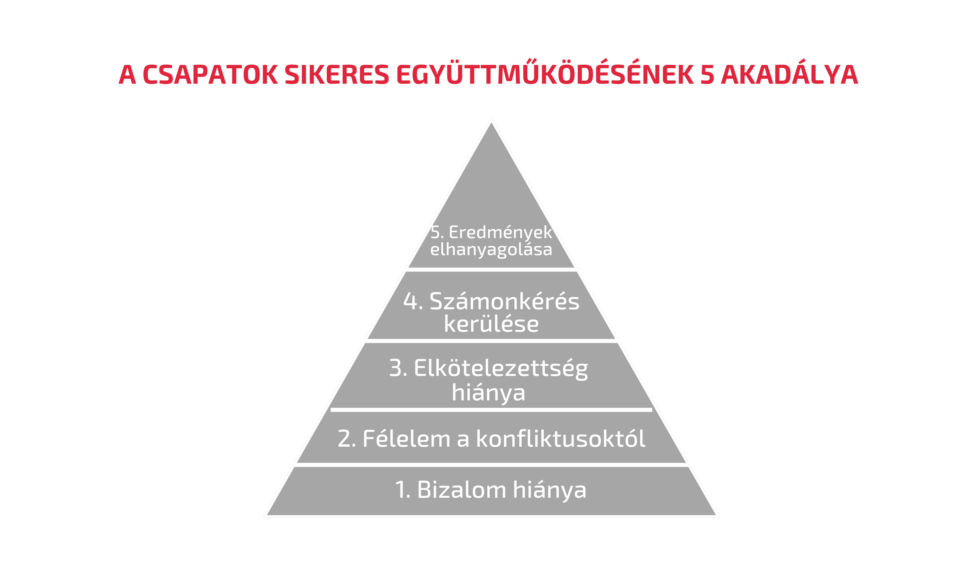 A CSAPATOK SIKERES EGYÜTTMŰKÖDÉSÉNEK 5 AKADÁLYA
5. Eredmények
elhanyagolása
4. Számonkérés
kerülése
3. Elkötelezettség
hiánya
2. Félelem a konfliktusoktól
1. Bizalom hiánya